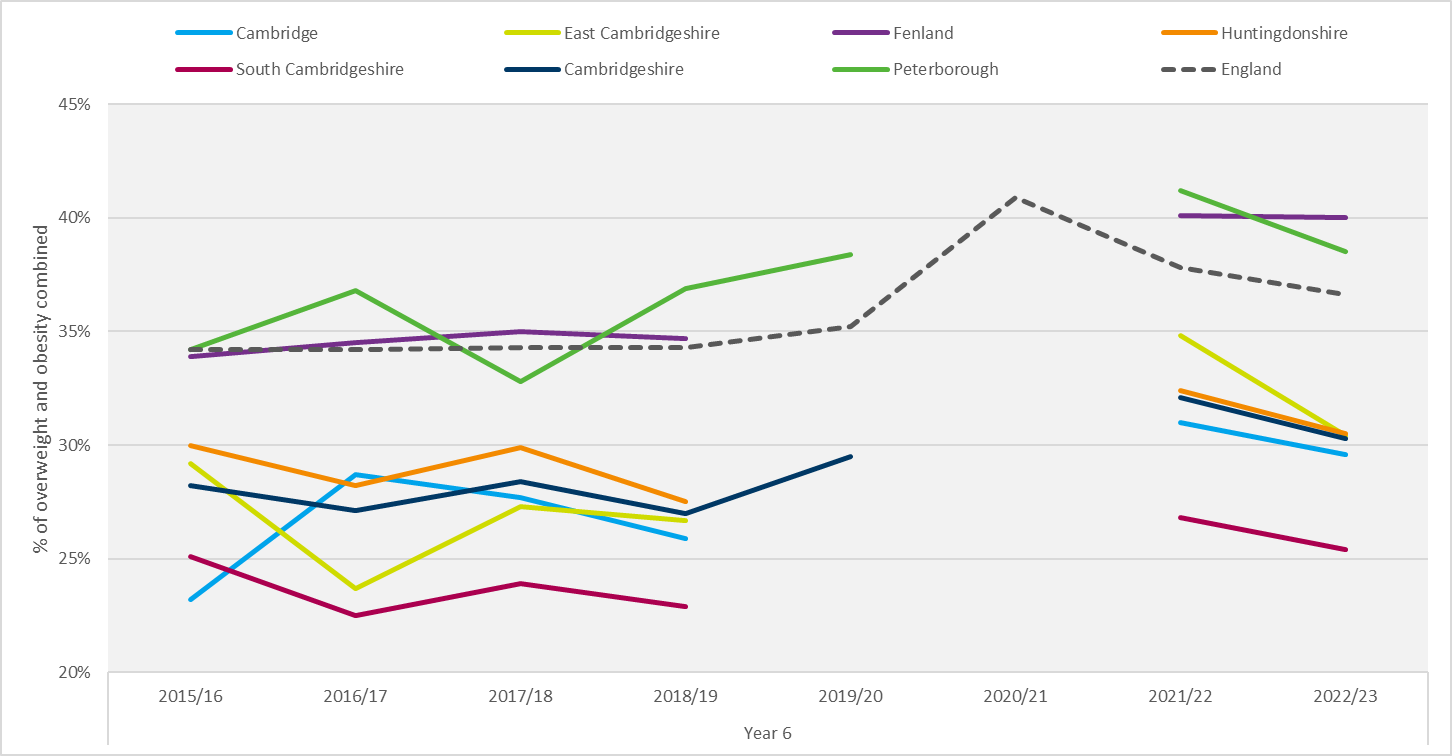 Cambridge
East Cambridgeshire
Fenland
Huntingdonshire
South Cambridgeshire
Cambridgeshire
Peterborough
England
45%
40%
35%
30%
25%
20%
% of overweight and obesity combined
2015/16 2016/17 2017/18 2018/19 2019/20 2020/21 2021/22 2022/23
Year 6